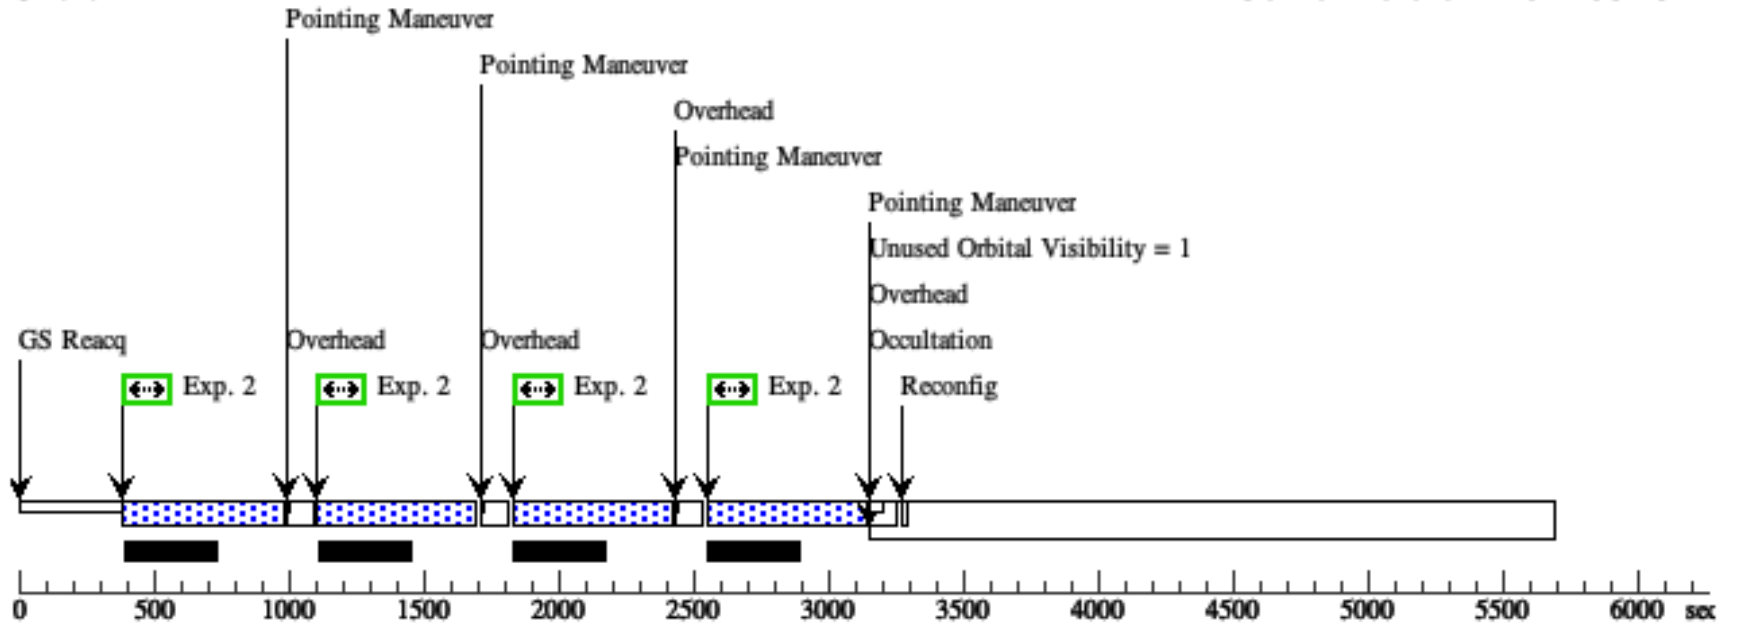 Pointing Maneuver
Pointing Maneuver
Overhead
Pointing Maneuver
Pointing Maneuver
Unused Orbital Visibility = 1
Overhead
GS Reacq Overhead Overhead Occultation
Exp. 2 Exp. 2 Exp. 2 Exp. 2 Reconfig
0 500 1000 1500 2000 2500 3000 3500 4000 4500 5000 5500 6000